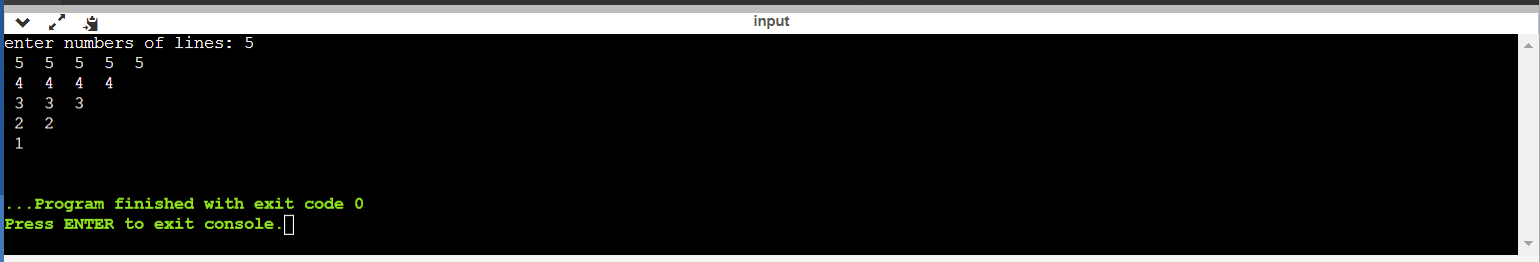 input
enter numbers of lines: 5
5 5 5 5 5
4 4 4 4
3 3 3
2 2
1
...Program finished with exit code 0
Press ENTER to exit console.